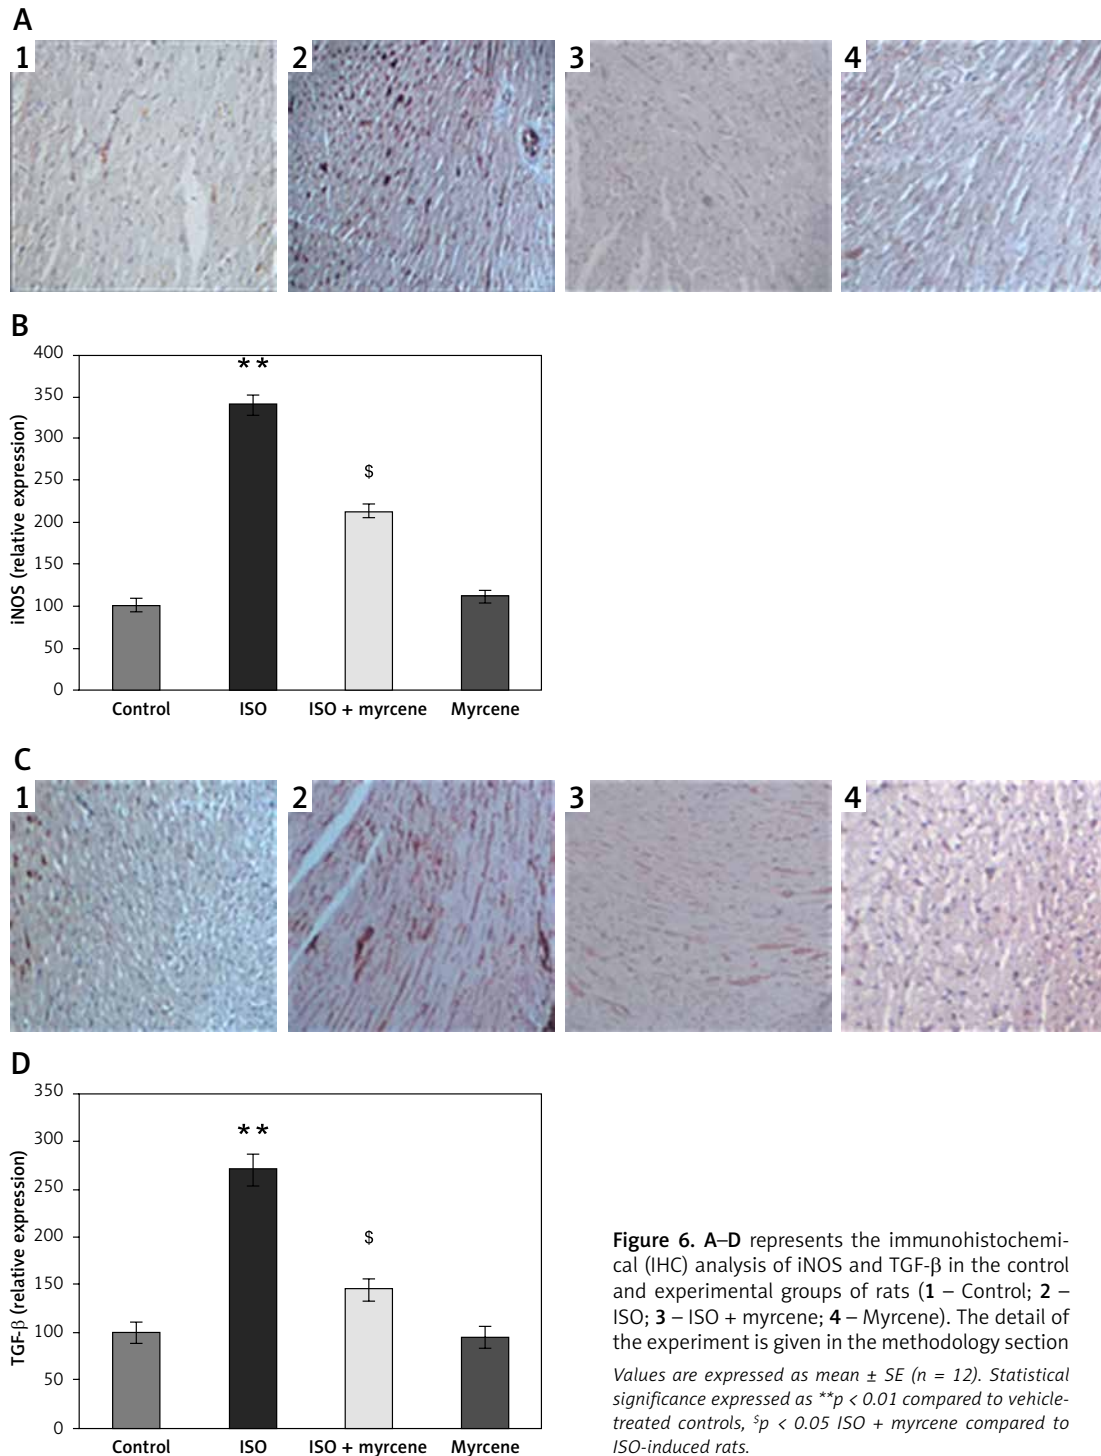 A
1 2 3 4
B
iNOS (relative expression)
400
350
300
250
200
150
100
50
0
**
$
Control ISO ISO + myrcene Myrcene
C
1 2 3 4
D
TGF-β (relative expression)
350
300
250
200
150
100
50
0
**
$
Control ISO ISO + myrcene Myrcene
Figure 6. A–D represents the immunohistochemi-
cal (IHC) analysis of iNOS and TGF-β in the control
and experimental groups of rats (1 – Control; 2 –
ISO; 3 – ISO + myrcene; 4 – Myrcene). The detail of
the experiment is given in the methodology section
Values are expressed as mean ± SE (n = 12). Statistical
significance expressed as **p < 0.01 compared to vehicle-
treated controls, $p < 0.05 ISO + myrcene compared to
ISO-induced rats.